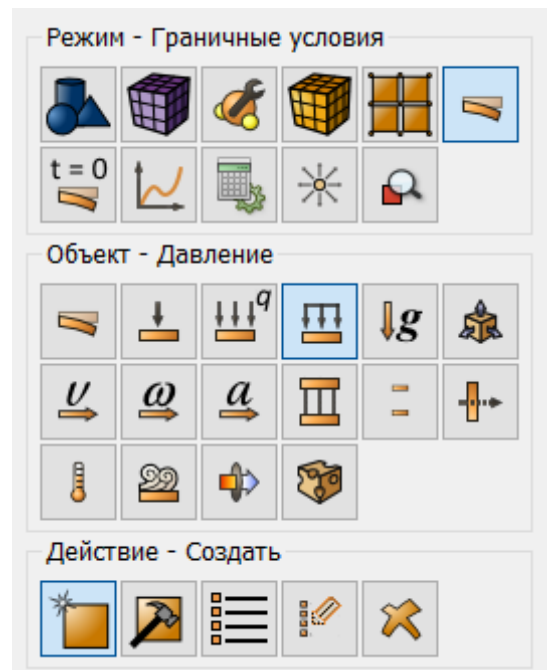 Режим - Граничные условия
t = 0
Объект - Давление
q
g
υ ω a
Действие - Создать